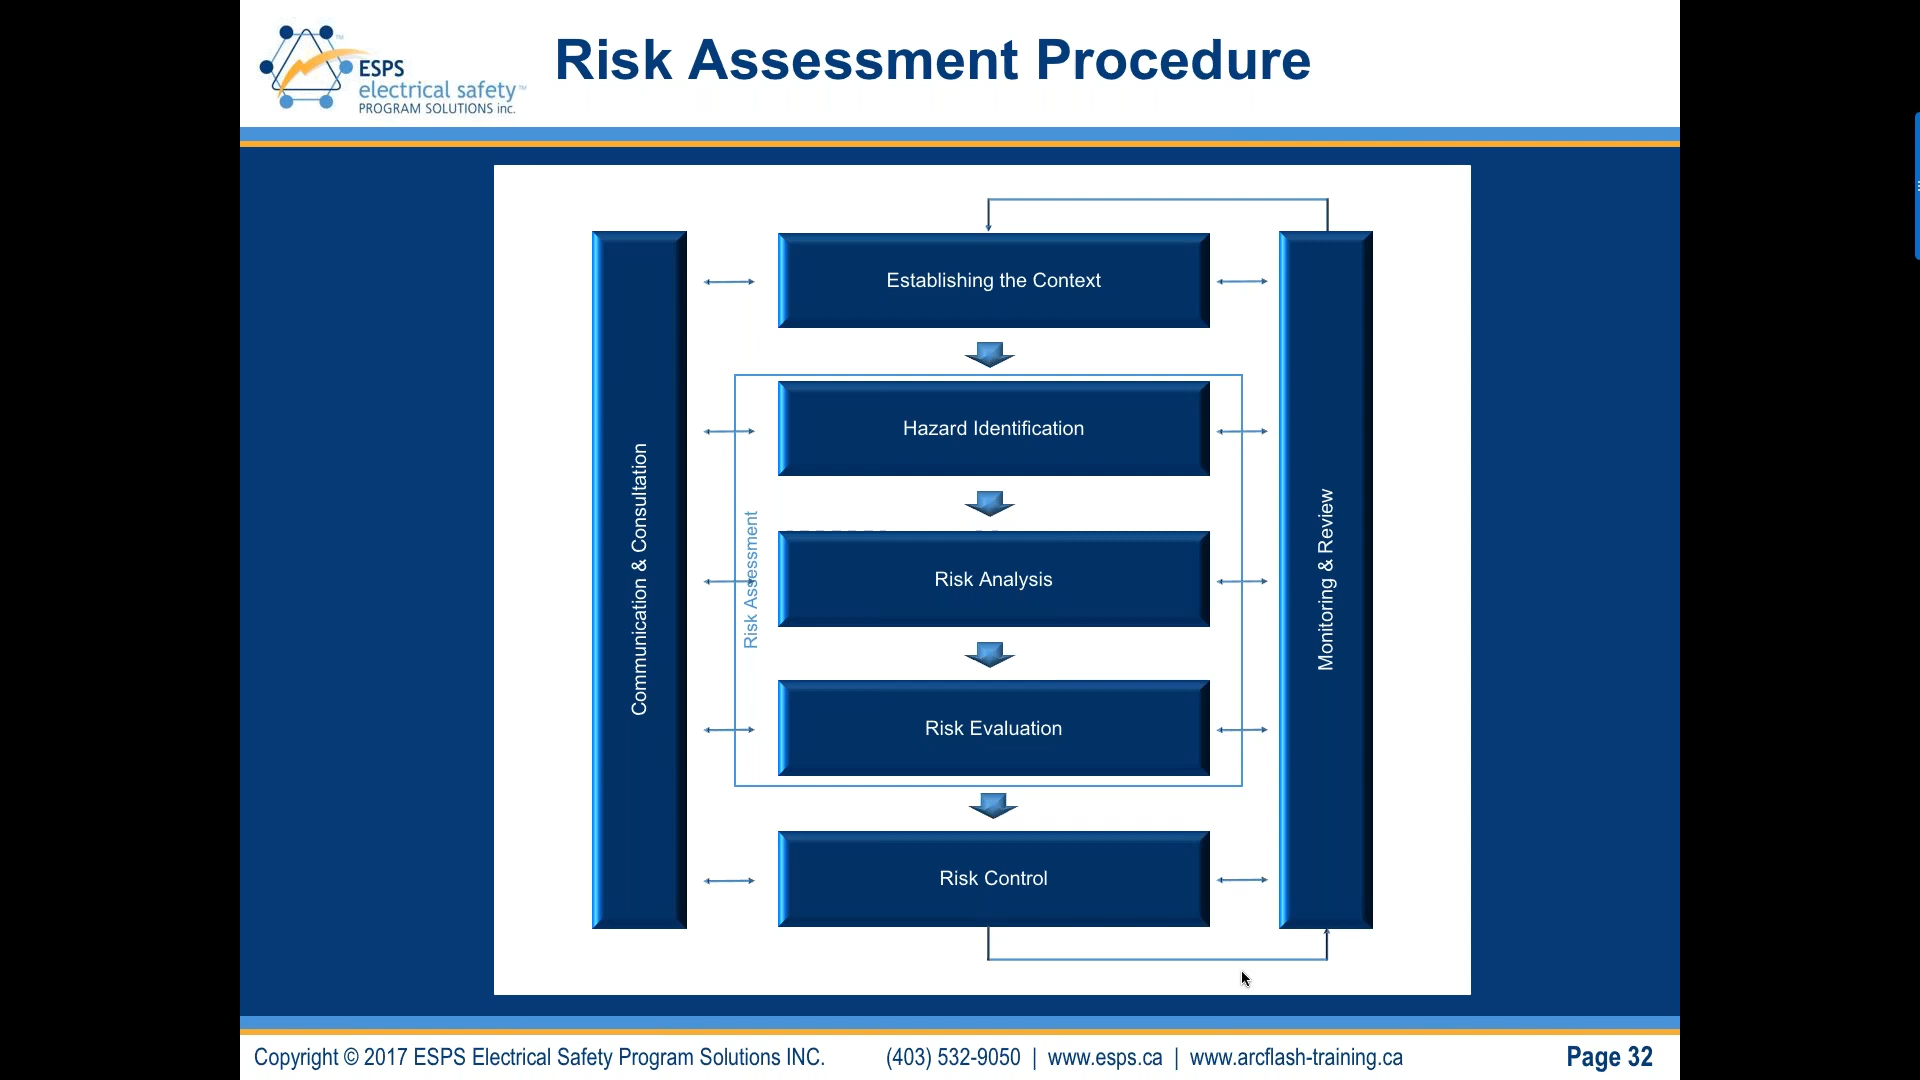 ESPS
electrical safety™
PROGRAM SOLUTIONS inc.
Risk Assessment Procedure
Establishing the Context
Hazard Identification
Risk Analysis
Risk Evaluation
Risk Control
Communication & Consultation
Risk Assessment
Monitoring & Review
Copyright © 2017 ESPS Electrical Safety Program Solutions INC.
(403) 532-9050 | www.esps.ca | www.arcflash-training.ca
Page 32